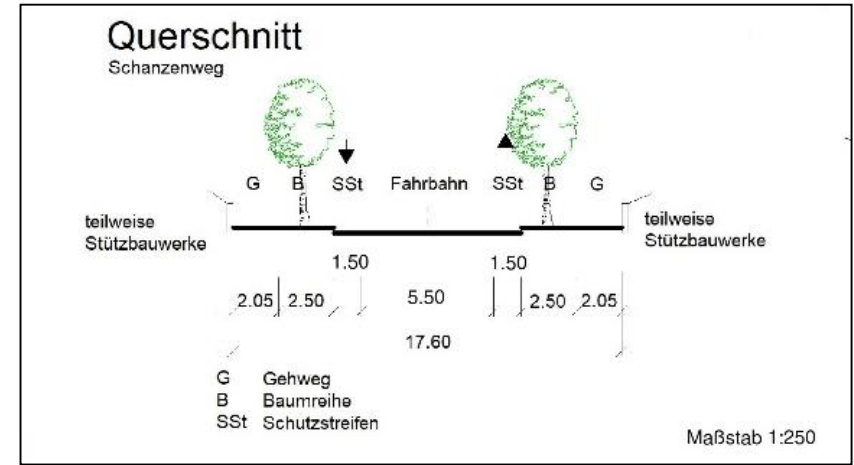 Querschnitt
Schanzenweg
G B SSt Fahrbahn SSt B G
teilweise
Stützbauwerke
teilweise
Stützbauwerke
1.50 1.50
2.05 2.50 5.50 2.50 2.05
17.60
G Gehweg
B Baumreihe
SSt Schutzstreifen
Maßstab 1:250